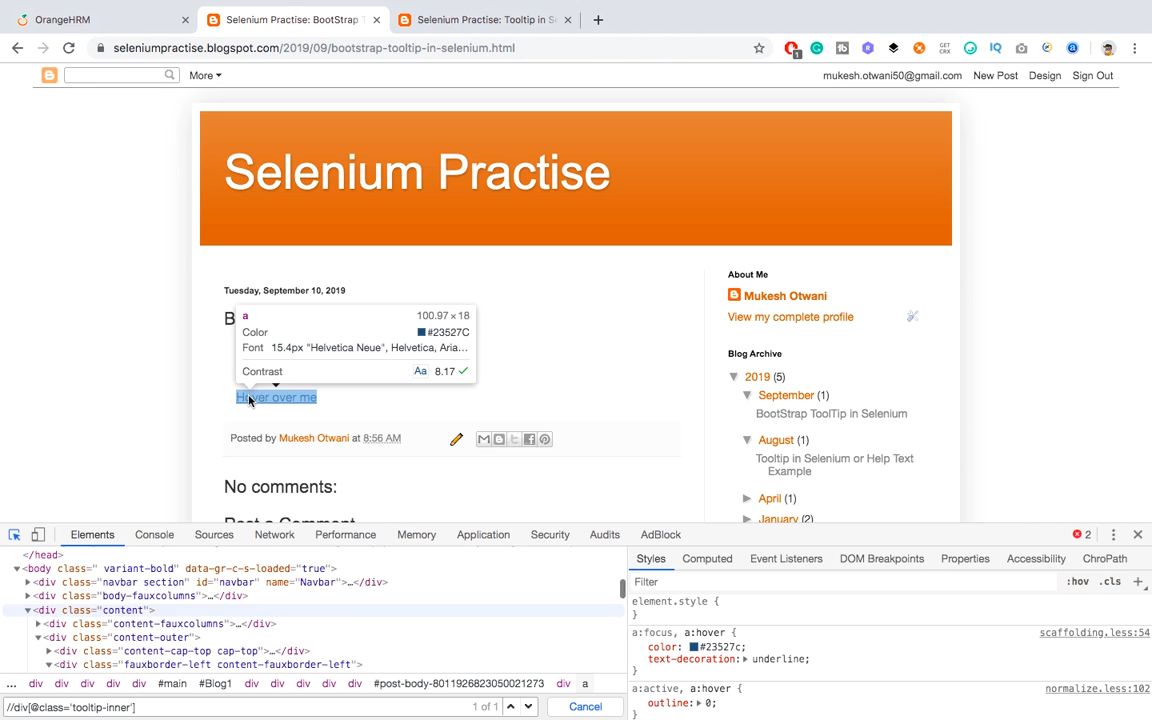 OrangeHRM
Selenium Practise: BootStrap T
Selenium Practise: Tooltip in S
seleniumpractise.blogspot.com/2019/09/bootstrap-tooltip-in-selenium.html
1
GET
CRX
IQ
More
mukesh.otwani50@gmail.com New Post Design Sign Out
Selenium Practise
Tuesday, September 10, 2019
B
a 100.97 × 18
Color #23527C
Font 15.4px "Helvetica Neue", Helvetica, Aria…
Contrast Aa 8.17
Hover over me
Posted by Mukesh Otwani at 8:56 AM
No comments:
Post a Comment
About Me
Mukesh Otwani
View my complete profile
Blog Archive
▼ 2019 (5)
▼ September (1)
BootStrap ToolTip in Selenium
▼ August (1)
Tooltip in Selenium or Help Text
Example
► April (1)
► January (2)
Elements Console Sources Network Performance Memory Application Security Audits AdBlock
2
</head>
▼<body class=" variant-bold" data-gr-c-s-loaded="true">
▶<div class="navbar section" id="navbar" name="Navbar">…</div>
▶<div class="body-fauxcolumns">…</div>
▼<div class="content">
▶<div class="content-fauxcolumns">…</div>
▼<div class="content-outer">
▶<div class="content-cap-top cap-top">…</div>
▼<div class="fauxborder-left content-fauxborder-left">
… div div div div div #main #Blog1 div div div div #post-body-8011926823050021273 div a
//div[@class='tooltip-inner'] 1 of 1 Cancel
Styles Computed Event Listeners DOM Breakpoints Properties Accessibility ChroPath
Filter :hov .cls +
element.style {
}
a:focus, a:hover { scaffolding.less:54
color: #23527c;
text-decoration:▶ underline;
}
a:active, a:hover { normalize.less:102
outline:▶ 0;
}